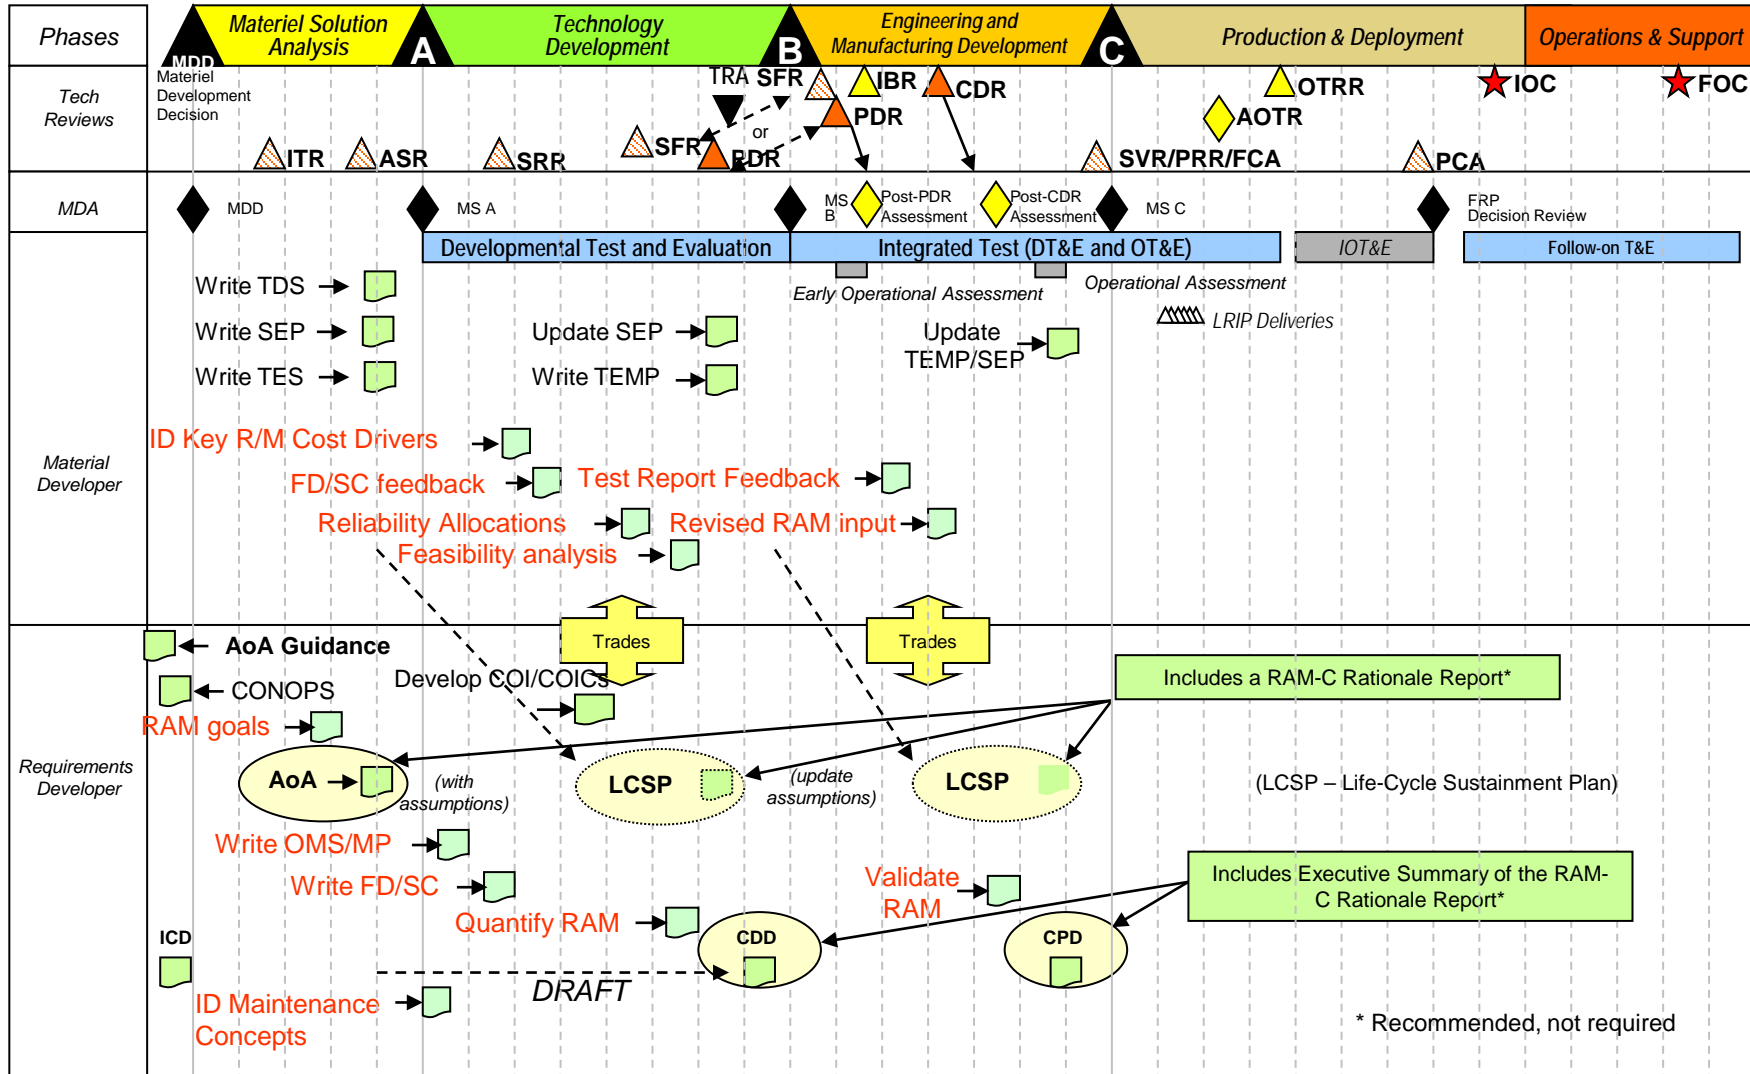 Phases
MDD
Materiel Solution
Analysis
A
Technology
Development
B
Engineering and
Manufacturing Development
C
Production & Deployment
Operations & Support
Tech
Reviews
Materiel
Development
Decision
ITR
ASR
SRR
SFR
TRA
or
PDR
SFR
PDR
IBR
CDR
SVR/PRR/FCA
AOTR
OTRR
PCA
IOC
FOC
MDA
MDD
MS A
MS
B
Post-PDR
Assessment
Post-CDR
Assessment
MS C
FRP
Decision Review
Material
Developer
Developmental Test and Evaluation
Integrated Test (DT&E and OT&E)
IOT&E
Follow-on T&E
Early Operational Assessment
Operational Assessment
LRIP Deliveries
Write TDS
Write SEP
Write TES
Update SEP
Write TEMP
Update
TEMP/SEP
ID Key R/M Cost Drivers
FD/SC feedback
Test Report Feedback
Reliability Allocations
Revised RAM input
Feasibility analysis
Trades
Trades
Requirements
Developer
AoA Guidance
CONOPS
RAM goals
Develop COI/COICs
Includes a RAM-C Rationale Report*
AoA
(with
assumptions)
LCSP
(update
assumptions)
LCSP
(LCSP – Life-Cycle Sustainment Plan)
Write OMS/MP
Write FD/SC
Quantify RAM
Validate
RAM
Includes Executive Summary of the RAM-
C Rationale Report*
ICD
CDD
CPD
DRAFT
ID Maintenance
Concepts
* Recommended, not required